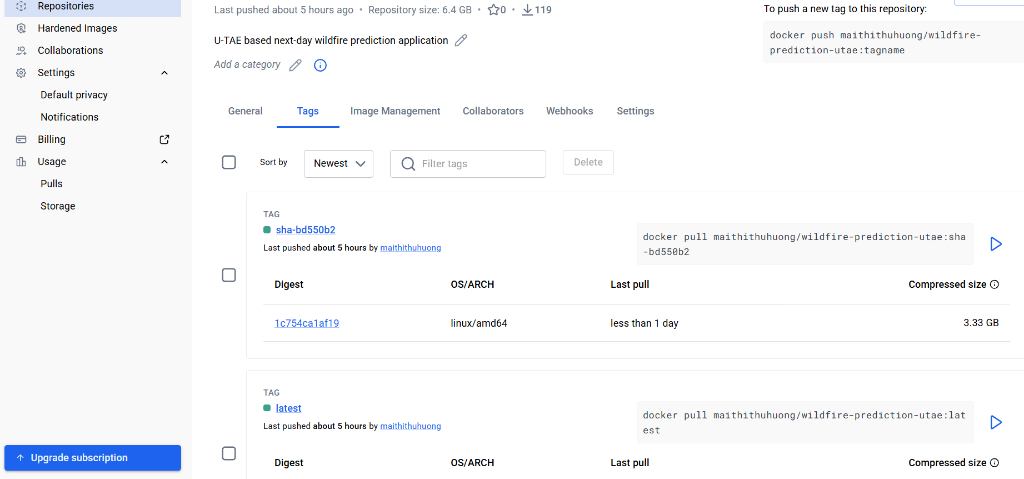 Repositories
Hardened Images
Collaborations
Settings
Default privacy
Notifications
Billing
Usage
Pulls
Storage
Upgrade subscription
Last pushed about 5 hours ago • Repository size: 6.4 GB • 0 • 119
U-TAE based next-day wildfire prediction application
Add a category
To push a new tag to this repository:
docker push maithithuhuong/wildfire-
prediction-utae:tagname
General Tags Image Management Collaborators Webhooks Settings
Sort by Newest Filter tags Delete
TAG
sha-bd550b2
Last pushed about 5 hours by maithithuhuong
docker pull maithithuhuong/wildfire-prediction-utae:sha
-bd550b2
Digest OS/ARCH Last pull Compressed size
1c754ca1af19 linux/amd64 less than 1 day 3.33 GB
TAG
latest
Last pushed about 5 hours by maithithuhuong
docker pull maithithuhuong/wildfire-prediction-utae:lat
est
Digest OS/ARCH Last pull Compressed size